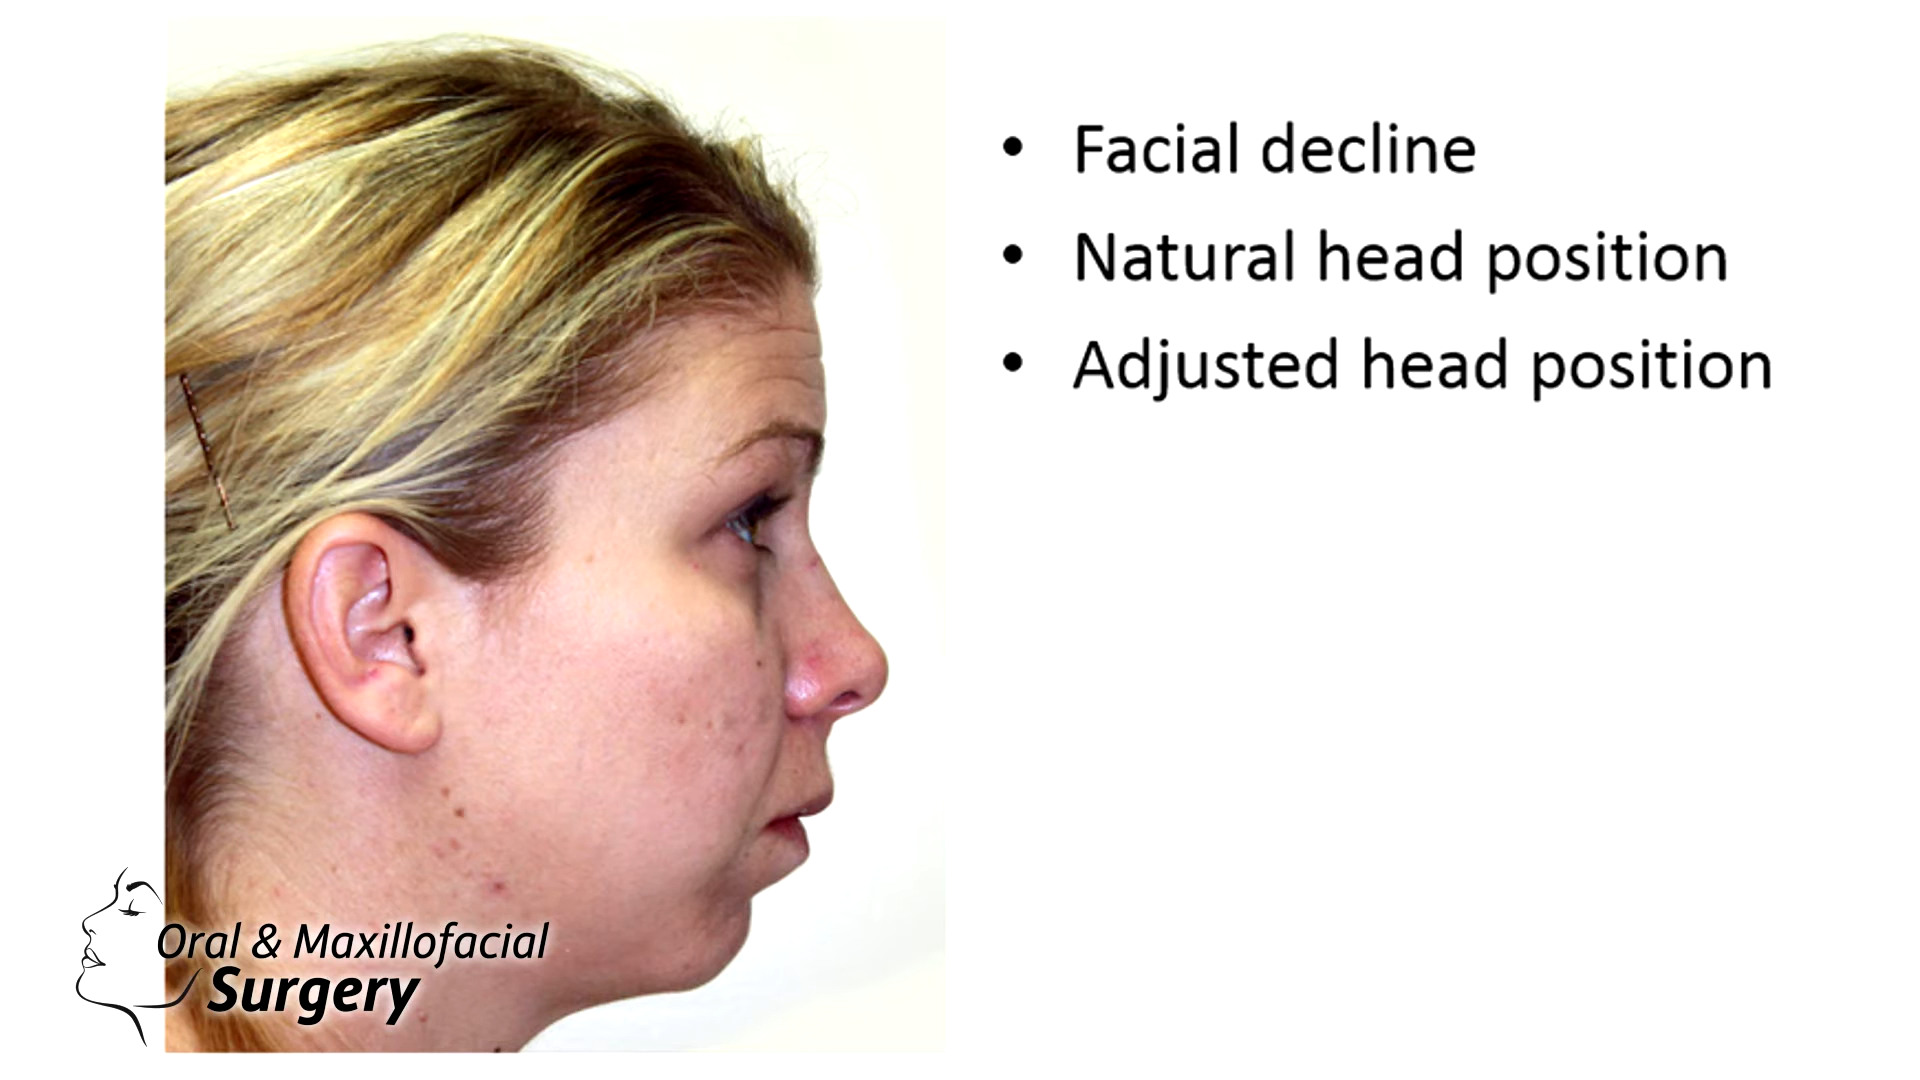 • Facial decline
• Natural head position
• Adjusted head position
Oral & Maxillofacial
Surgery